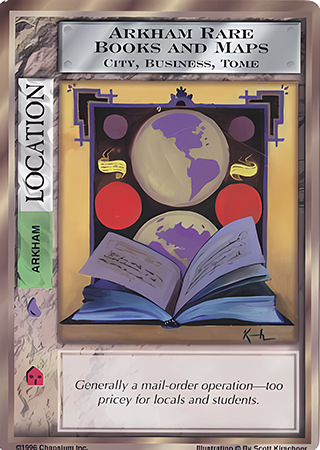 ARKHAM RARE
BOOKS AND MAPS
CITY, BUSINESS, TOME
LOCATION
ARKHAM
Generally a mail-order operation—too
pricey for locals and students.
©1996 Chaosium Inc.
Illustration © By Scott Kirschner